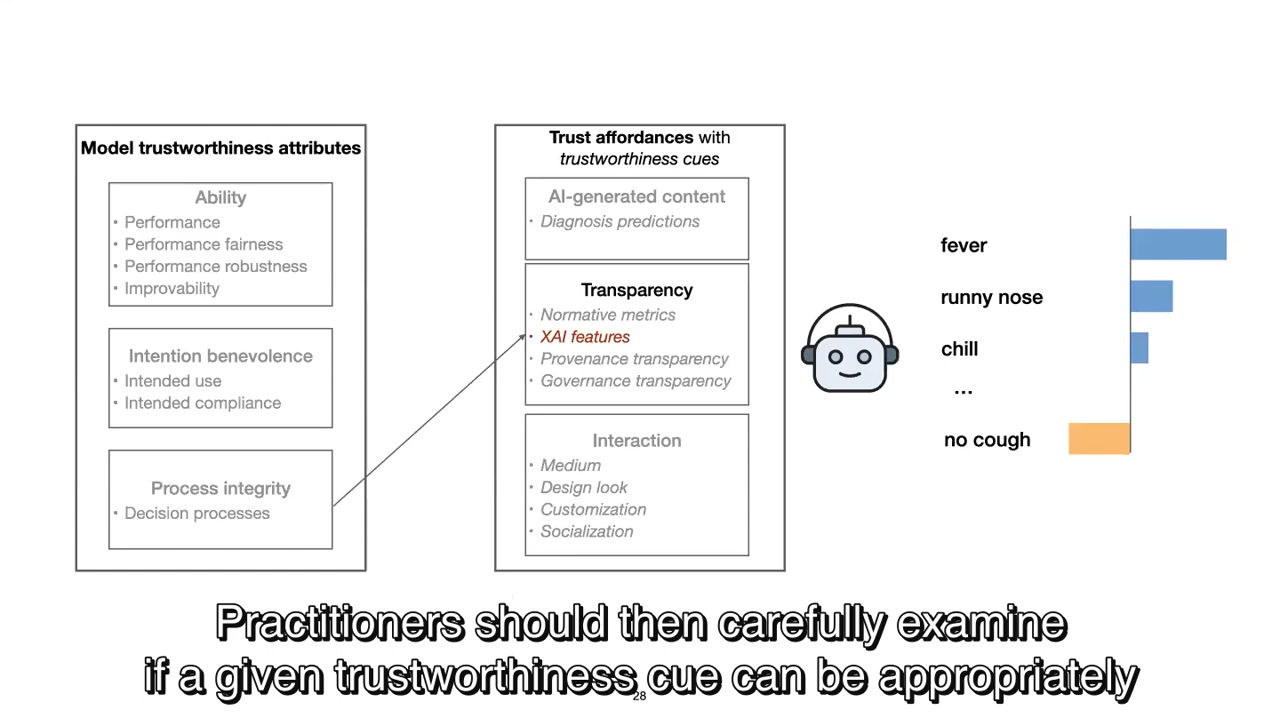 Model trustworthiness attributes
Ability
• Performance
• Performance fairness
• Performance robustness
• Improvability
Intention benevolence
• Intended use
• Intended compliance
Process integrity
• Decision processes
Trust affordances with
trustworthiness cues
AI-generated content
• Diagnosis predictions
Transparency
• Normative metrics
• XAI features
• Provenance transparency
• Governance transparency
Interaction
• Medium
• Design look
• Customization
• Socialization
fever
runny nose
chill
...
no cough
Practitioners should then carefully examine
if a given trustworthiness cue can be appropriately
28